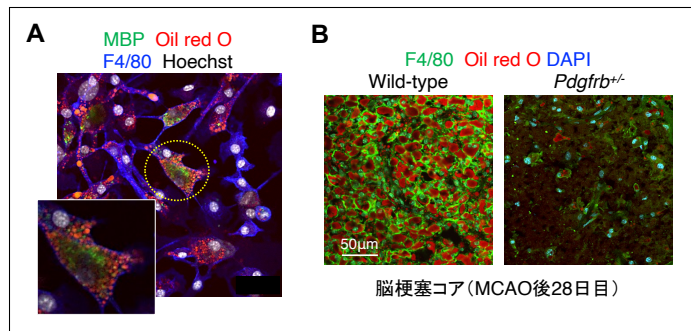 A
MBP Oil red O
F4/80 Hoechst
B
F4/80 Oil red O DAPI
Wild-type Pdgfrb+/-
50μm
脳梗塞コア（MCAO後28日目）